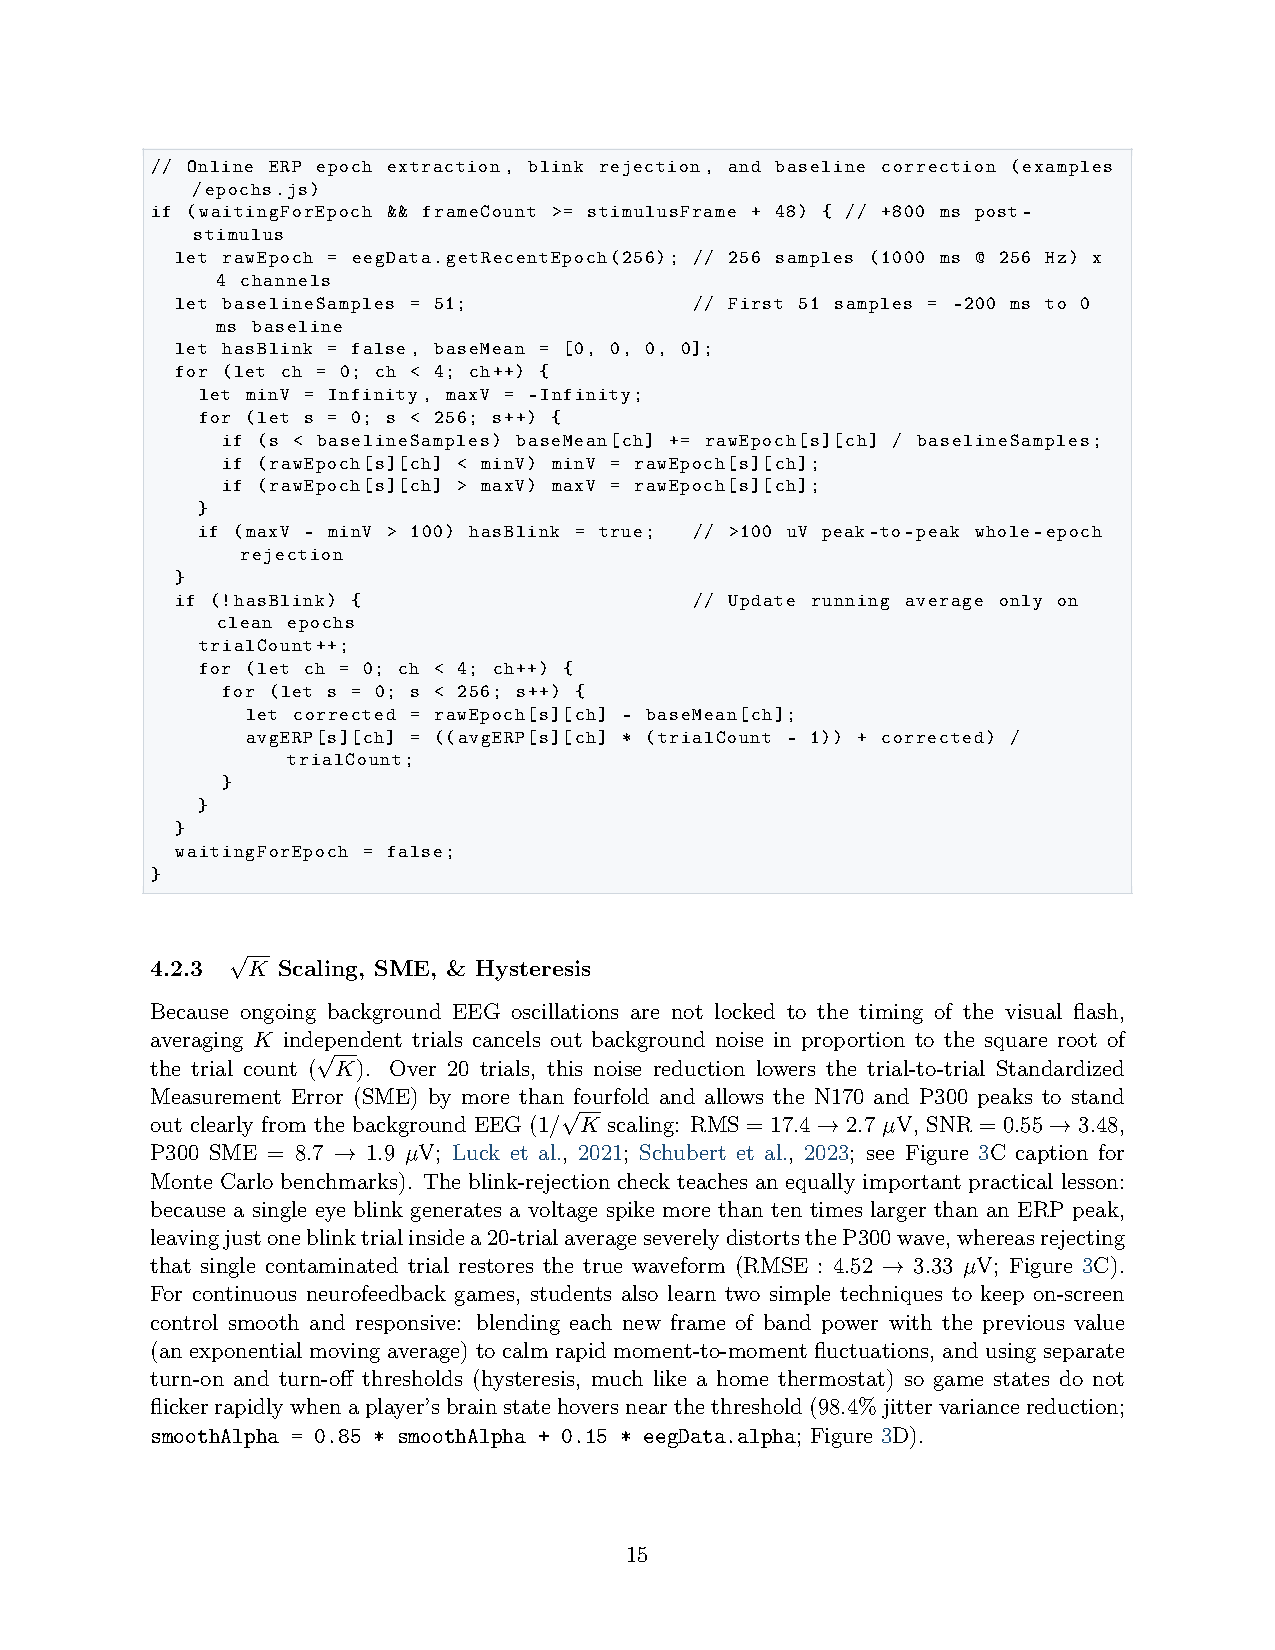 // Online ERP epoch extraction, blink rejection, and baseline correction (examples
/epochs.js)
if (waitingForEpoch && frameCount >= stimulusFrame + 48) { // +800 ms post-
stimulus
let rawEpoch = eegData.getRecentEpoch(256); // 256 samples (1000 ms @ 256 Hz) x
4 channels
let baselineSamples = 51; // First 51 samples = -200 ms to 0
ms baseline
let hasBlink = false, baseMean = [0, 0, 0, 0];
for (let ch = 0; ch < 4; ch++) {
let minV = Infinity, maxV = -Infinity;
for (let s = 0; s < 256; s++) {
if (s < baselineSamples) baseMean[ch] += rawEpoch[s][ch] / baselineSamples;
if (rawEpoch[s][ch] < minV) minV = rawEpoch[s][ch];
if (rawEpoch[s][ch] > maxV) maxV = rawEpoch[s][ch];
}
if (maxV - minV > 100) hasBlink = true; // >100 uV peak-to-peak whole-epoch
rejection
}
if (!hasBlink) { // Update running average only on
clean epochs
trialCount++;
for (let ch = 0; ch < 4; ch++) {
for (let s = 0; s < 256; s++) {
let corrected = rawEpoch[s][ch] - baseMean[ch];
avgERP[s][ch] = ((avgERP[s][ch] * (trialCount - 1)) + corrected) /
trialCount;
}
}
}
waitingForEpoch = false;
}
4.2.3 √K Scaling, SME, & Hysteresis
Because ongoing background EEG oscillations are not locked to the timing of the visual flash,
averaging K independent trials cancels out background noise in proportion to the square root of
the trial count (√K). Over 20 trials, this noise reduction lowers the trial-to-trial Standardized
Measurement Error (SME) by more than fourfold and allows the N170 and P300 peaks to stand
out clearly from the background EEG (1/√K scaling: RMS = 17.4 → 2.7 μV, SNR = 0.55 → 3.48,
P300 SME = 8.7 → 1.9 μV; Luck et al., 2021; Schubert et al., 2023; see Figure 3C caption for
Monte Carlo benchmarks). The blink-rejection check teaches an equally important practical lesson:
because a single eye blink generates a voltage spike more than ten times larger than an ERP peak,
leaving just one blink trial inside a 20-trial average severely distorts the P300 wave, whereas rejecting
that single contaminated trial restores the true waveform (RMSE : 4.52 → 3.33 μV; Figure 3C).
For continuous neurofeedback games, students also learn two simple techniques to keep on-screen
control smooth and responsive: blending each new frame of band power with the previous value
(an exponential moving average) to calm rapid moment-to-moment fluctuations, and using separate
turn-on and turn-off thresholds (hysteresis, much like a home thermostat) so game states do not
flicker rapidly when a player's brain state hovers near the threshold (98.4% jitter variance reduction;
smoothAlpha = 0.85 * smoothAlpha + 0.15 * eegData.alpha; Figure 3D).
15